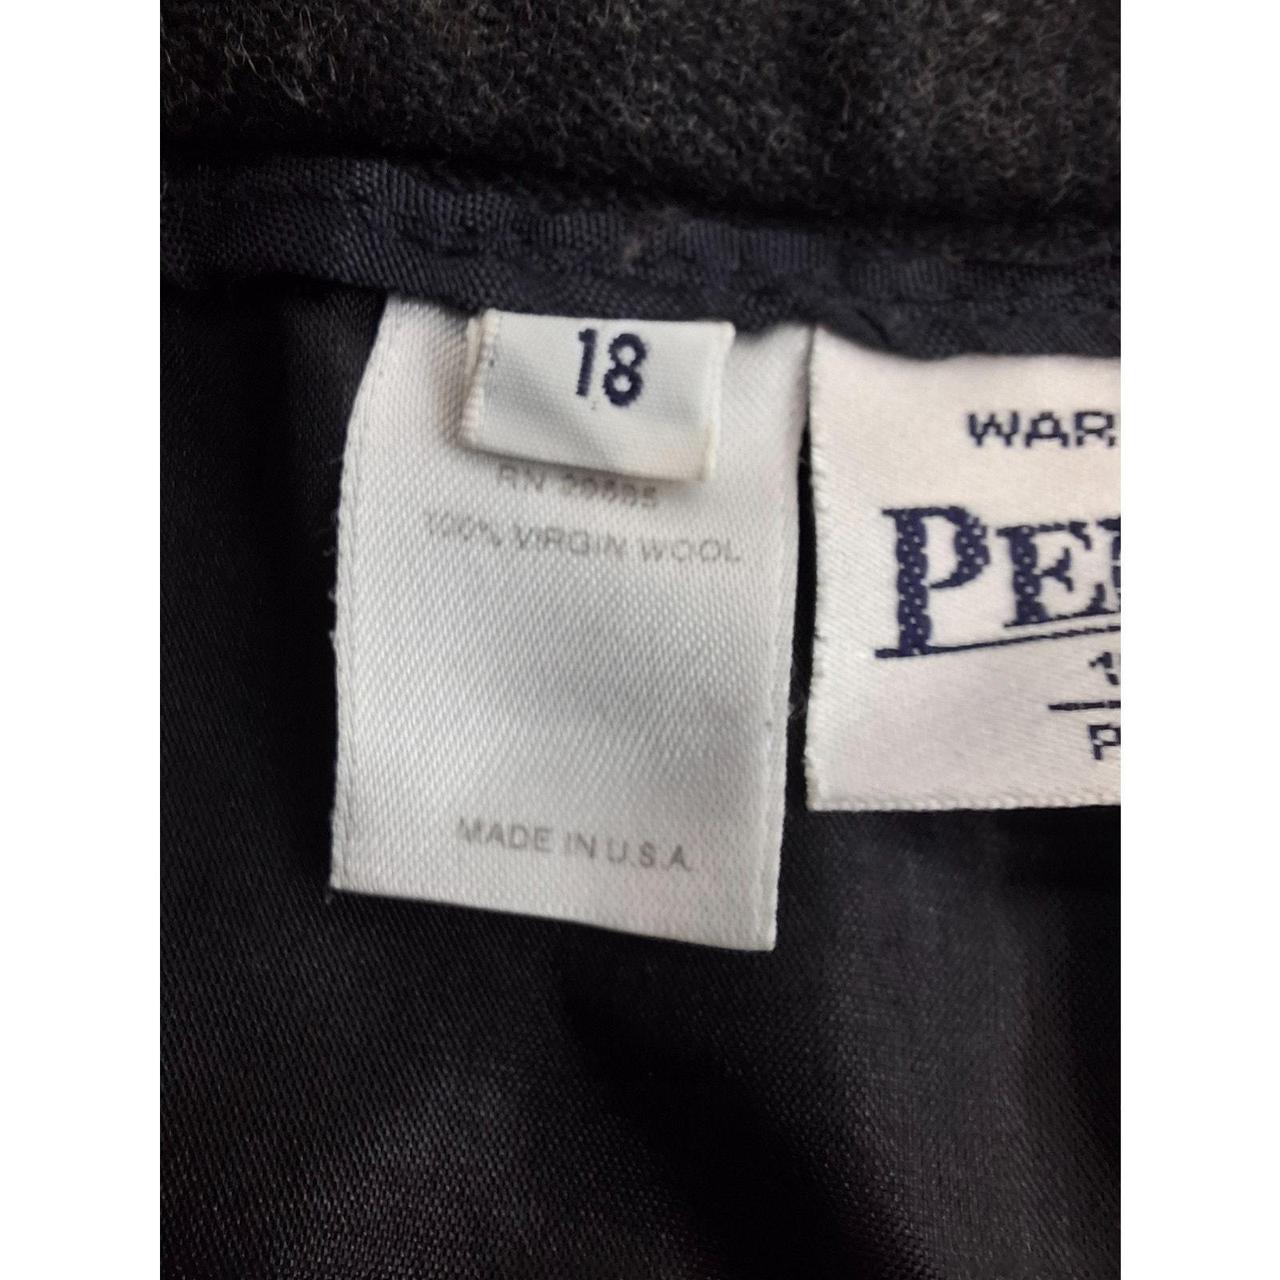 18
100% VIRGIN WOOL
MADE IN U.S.A.
WAR
PE
P